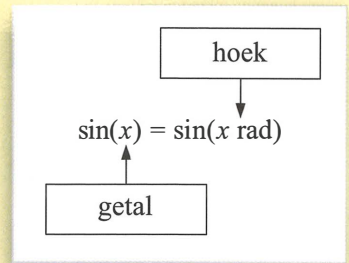 hoek
sin(x) = sin(x rad)
getal